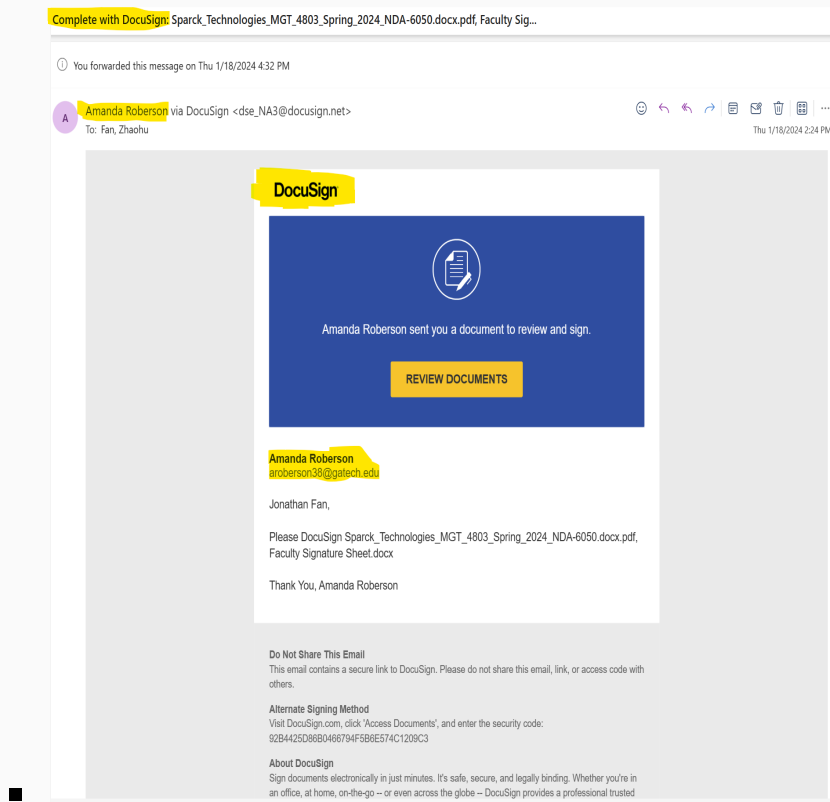 Complete with DocuSign: Sparck_Technologies_MGT_4803_Spring_2024_NDA-6050.docx.pdf, Faculty Sig...
You forwarded this message on Thu 1/18/2024 4:32 PM
A
Amanda Roberson via DocuSign <dse_NA3@docusign.net>
To: Fan, Zhaohu
Thu 1/18/2024 2:24 PM
DocuSign
Amanda Roberson sent you a document to review and sign.
REVIEW DOCUMENTS
Amanda Roberson
aroberson38@gatech.edu
Jonathan Fan,
Please DocuSign Sparck_Technologies_MGT_4803_Spring_2024_NDA-6050.docx.pdf,
Faculty Signature Sheet.docx
Thank You, Amanda Roberson
Do Not Share This Email
This email contains a secure link to DocuSign. Please do not share this email, link, or access code with
others.
Alternate Signing Method
Visit DocuSign.com, click 'Access Documents', and enter the security code:
92B4425D86B0466794F5B6E574C1209C3
About DocuSign
Sign documents electronically in just minutes. It's safe, secure, and legally binding. Whether you're in
an office, at home, on-the-go -- or even across the globe -- DocuSign provides a professional trusted